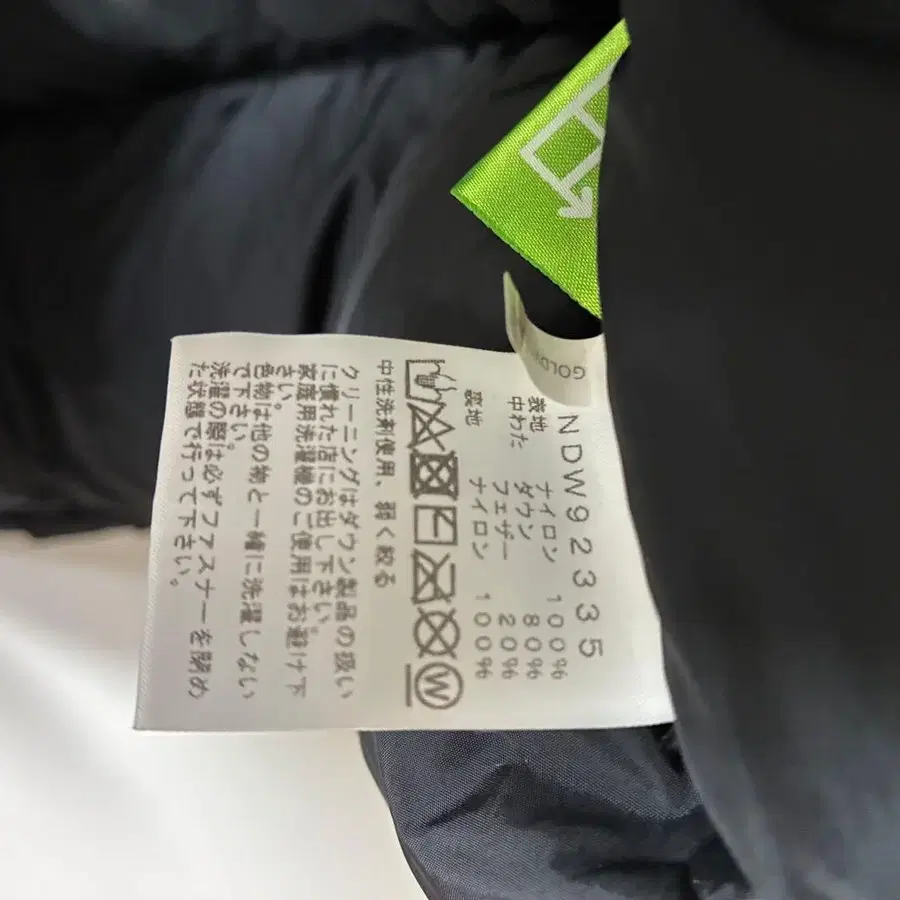 GOLD
NDW92335
表地 ナイロン 100%
中わた ダウン 80%
フェザー 20%
裏地 ナイロン 100%
W
中性洗剤使用、弱く絞る
クリーニングはダウン製品の扱い
に慣れた店にお出し下さい。
家庭用洗濯機のご使用はお避け下
さい。
色物は他の物と一緒に洗濯しない
で下さい。
洗濯の際は必ずファスナーを閉め
た状態で行って下さい。